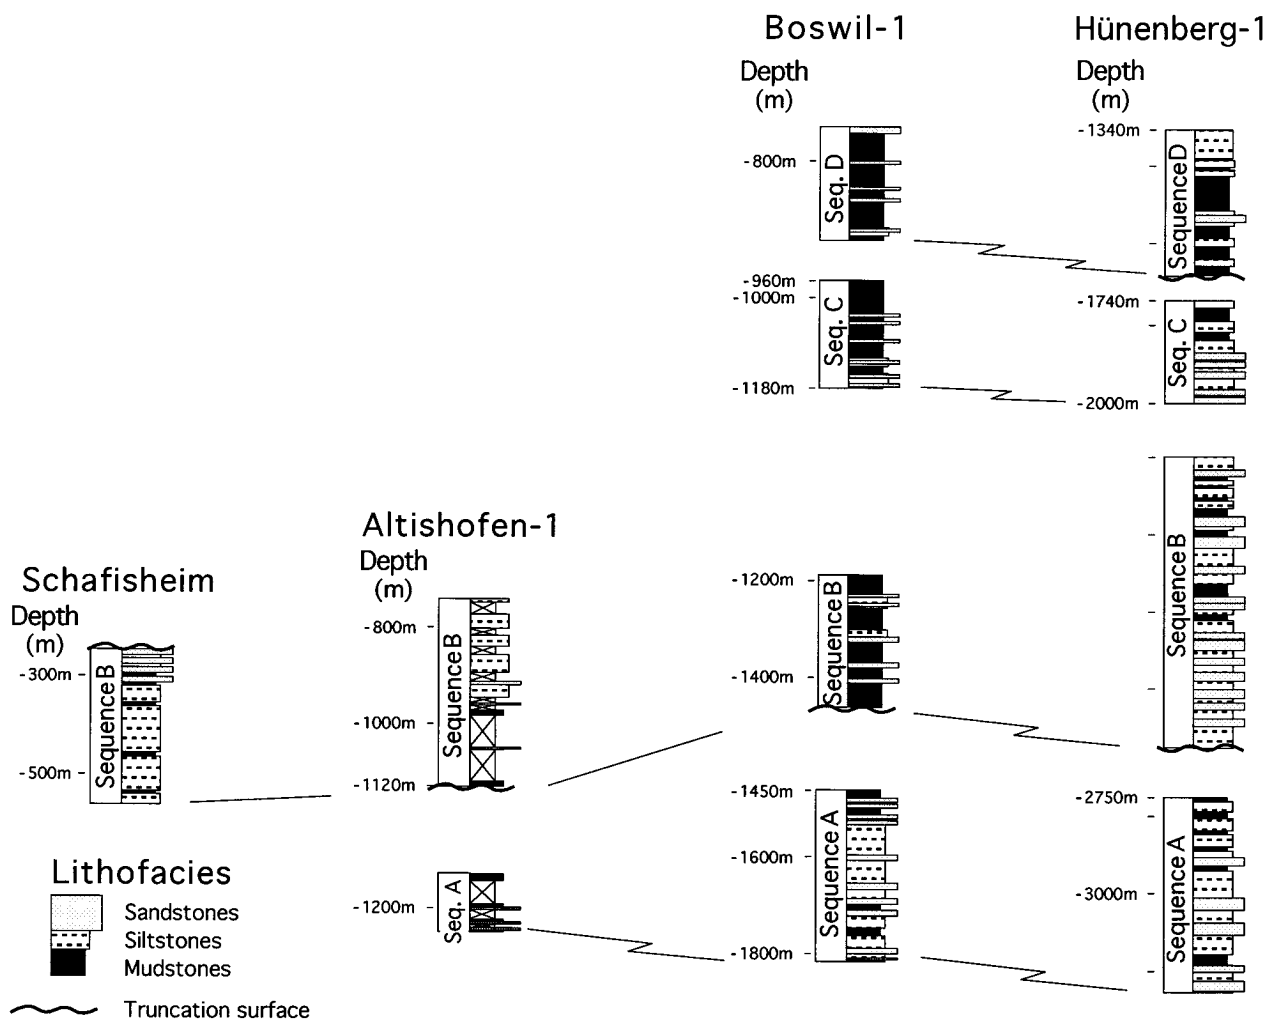 Boswil-1
Depth
(m)
-800m
Seq. D
-960m
-1000m
Seq. C
-1180m
-1200m
Sequence B
-1400m
-1450m
Sequence A
-1600m
-1800m
Hünenberg-1
Depth
(m)
-1340m
Sequence D
-1740m
Seq. C
-2000m
Sequence B
-2750m
Sequence A
-3000m
Altishofen-1
Depth
(m)
-800m
Sequence B
-1000m
-1120m
Seq. A
-1200m
Schafisheim
Depth
(m)
-300m
Sequence B
-500m
Lithofacies
Sandstones
Siltstones
Mudstones
Truncation surface